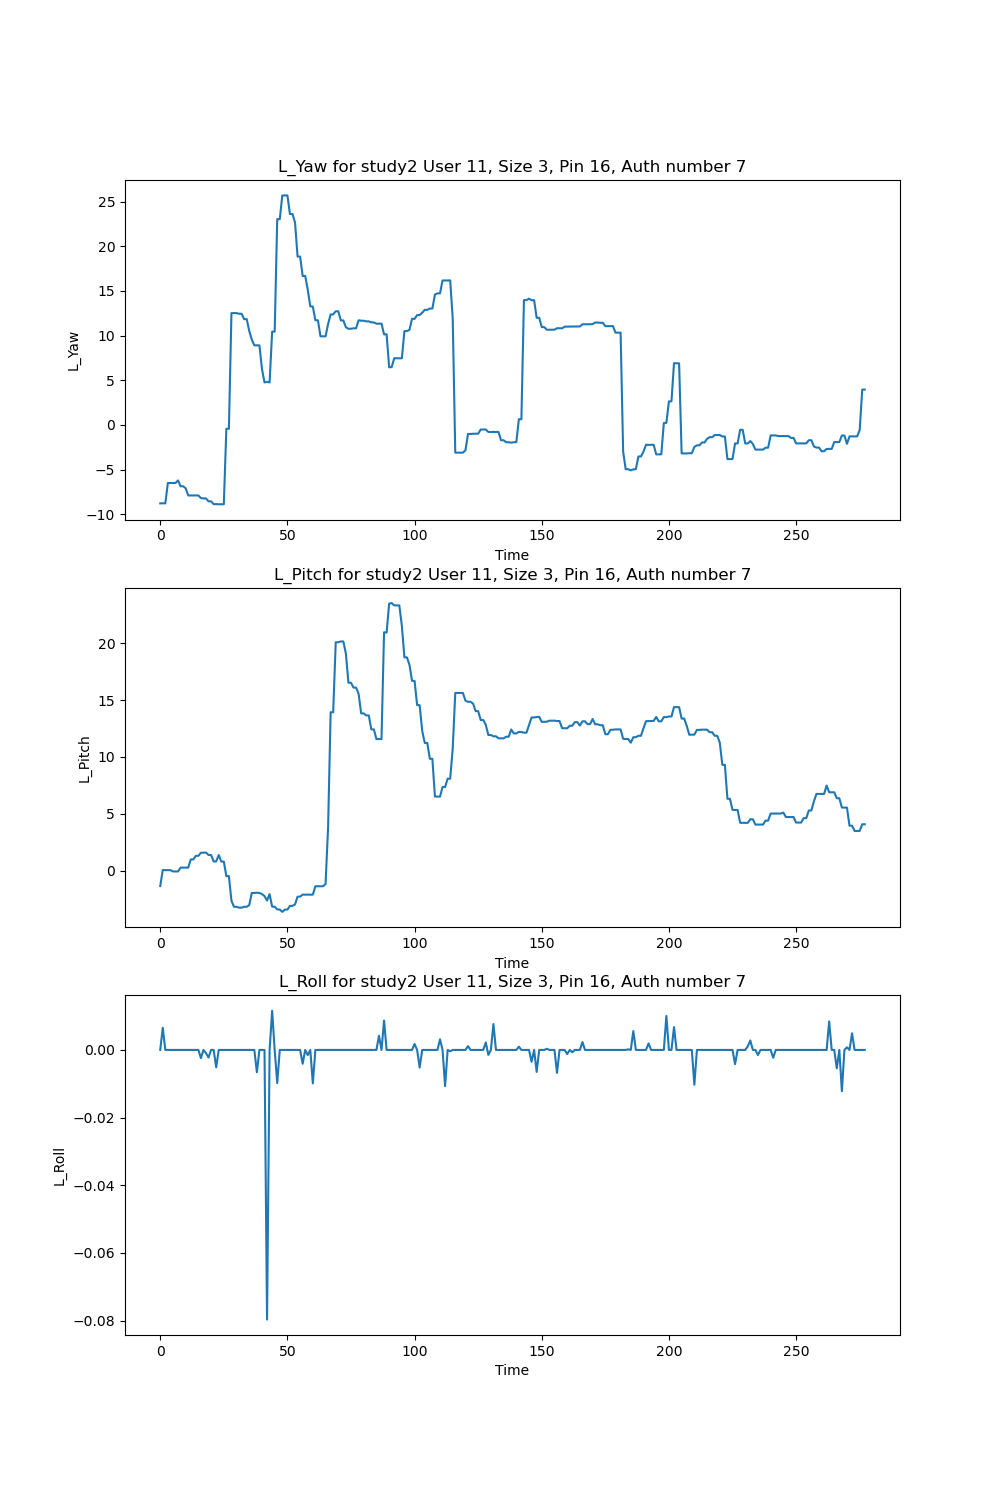 L_Yaw for study2 User 11, Size 3, Pin 16, Auth number 7
25
20
15
10
5
0
−5
−10
L_Yaw
0 50 100 150 200 250
Time
L_Pitch for study2 User 11, Size 3, Pin 16, Auth number 7
20
15
10
5
0
L_Pitch
0 50 100 150 200 250
Time
L_Roll for study2 User 11, Size 3, Pin 16, Auth number 7
0.00
−0.02
−0.04
−0.06
−0.08
L_Roll
0 50 100 150 200 250
Time